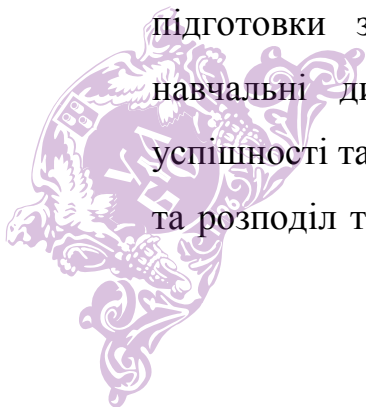 підготовки з
навчальні ди
успішності та
та розподіл т